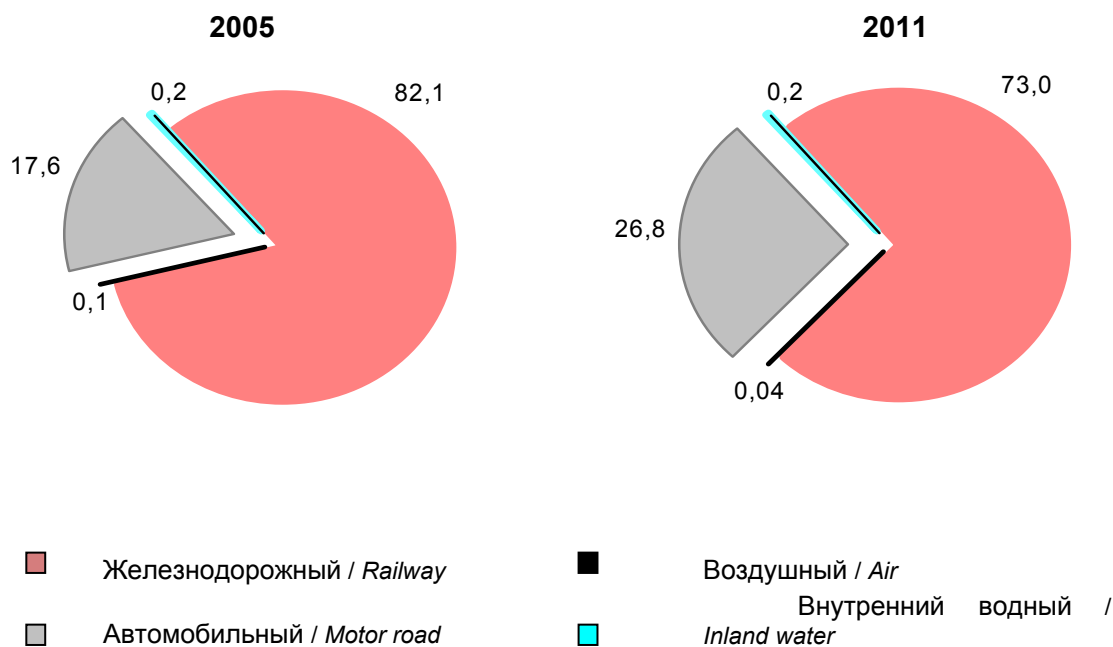 2005
2011
0,2
82,1
17,6
0,1
0,2
73,0
26,8
0,04
Железнодорожный / Railway
Воздушный / Air
Автомобильный / Motor road
Внутренний водный /
Inland water